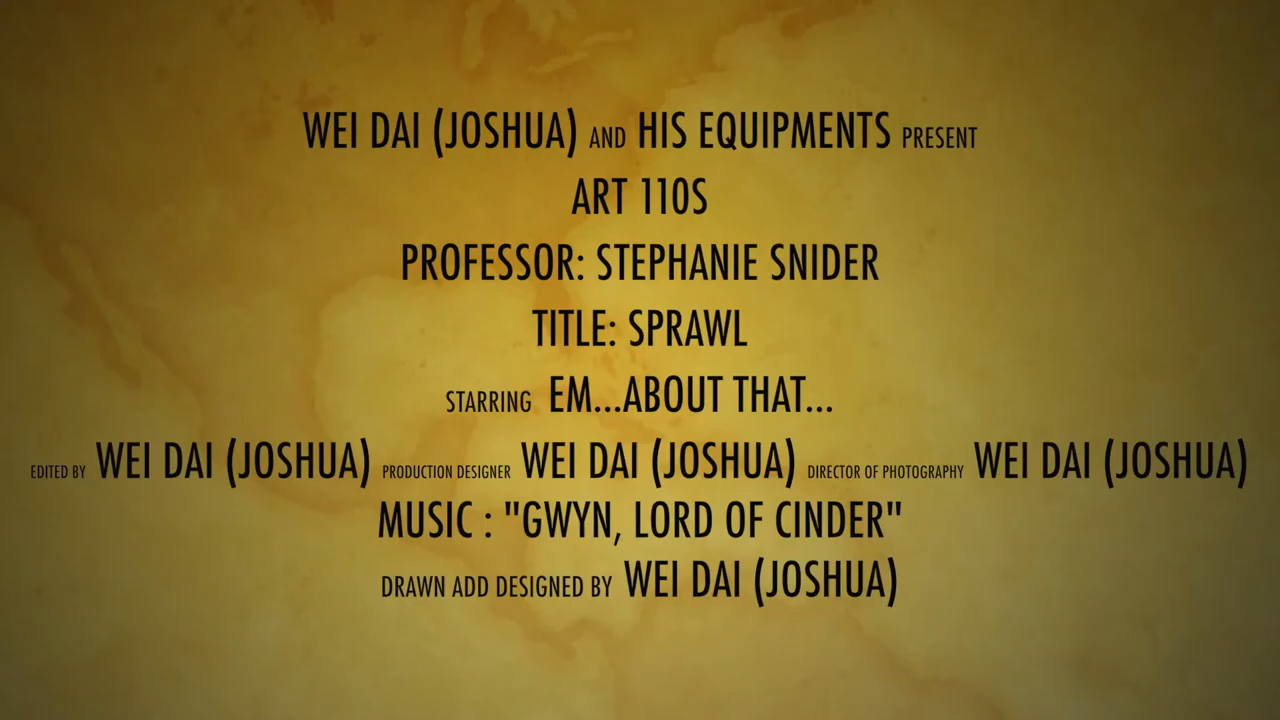 WEI DAI (JOSHUA) AND HIS EQUIPMENTS PRESENT
ART 110S
PROFESSOR: STEPHANIE SNIDER
TITLE: SPRAWL
STARRING EM...ABOUT THAT...
EDITED BY WEI DAI (JOSHUA) PRODUCTION DESIGNER WEI DAI (JOSHUA) DIRECTOR OF PHOTOGRAPHY WEI DAI (JOSHUA)
MUSIC : "GWYN, LORD OF CINDER"
DRAWN ADD DESIGNED BY WEI DAI (JOSHUA)